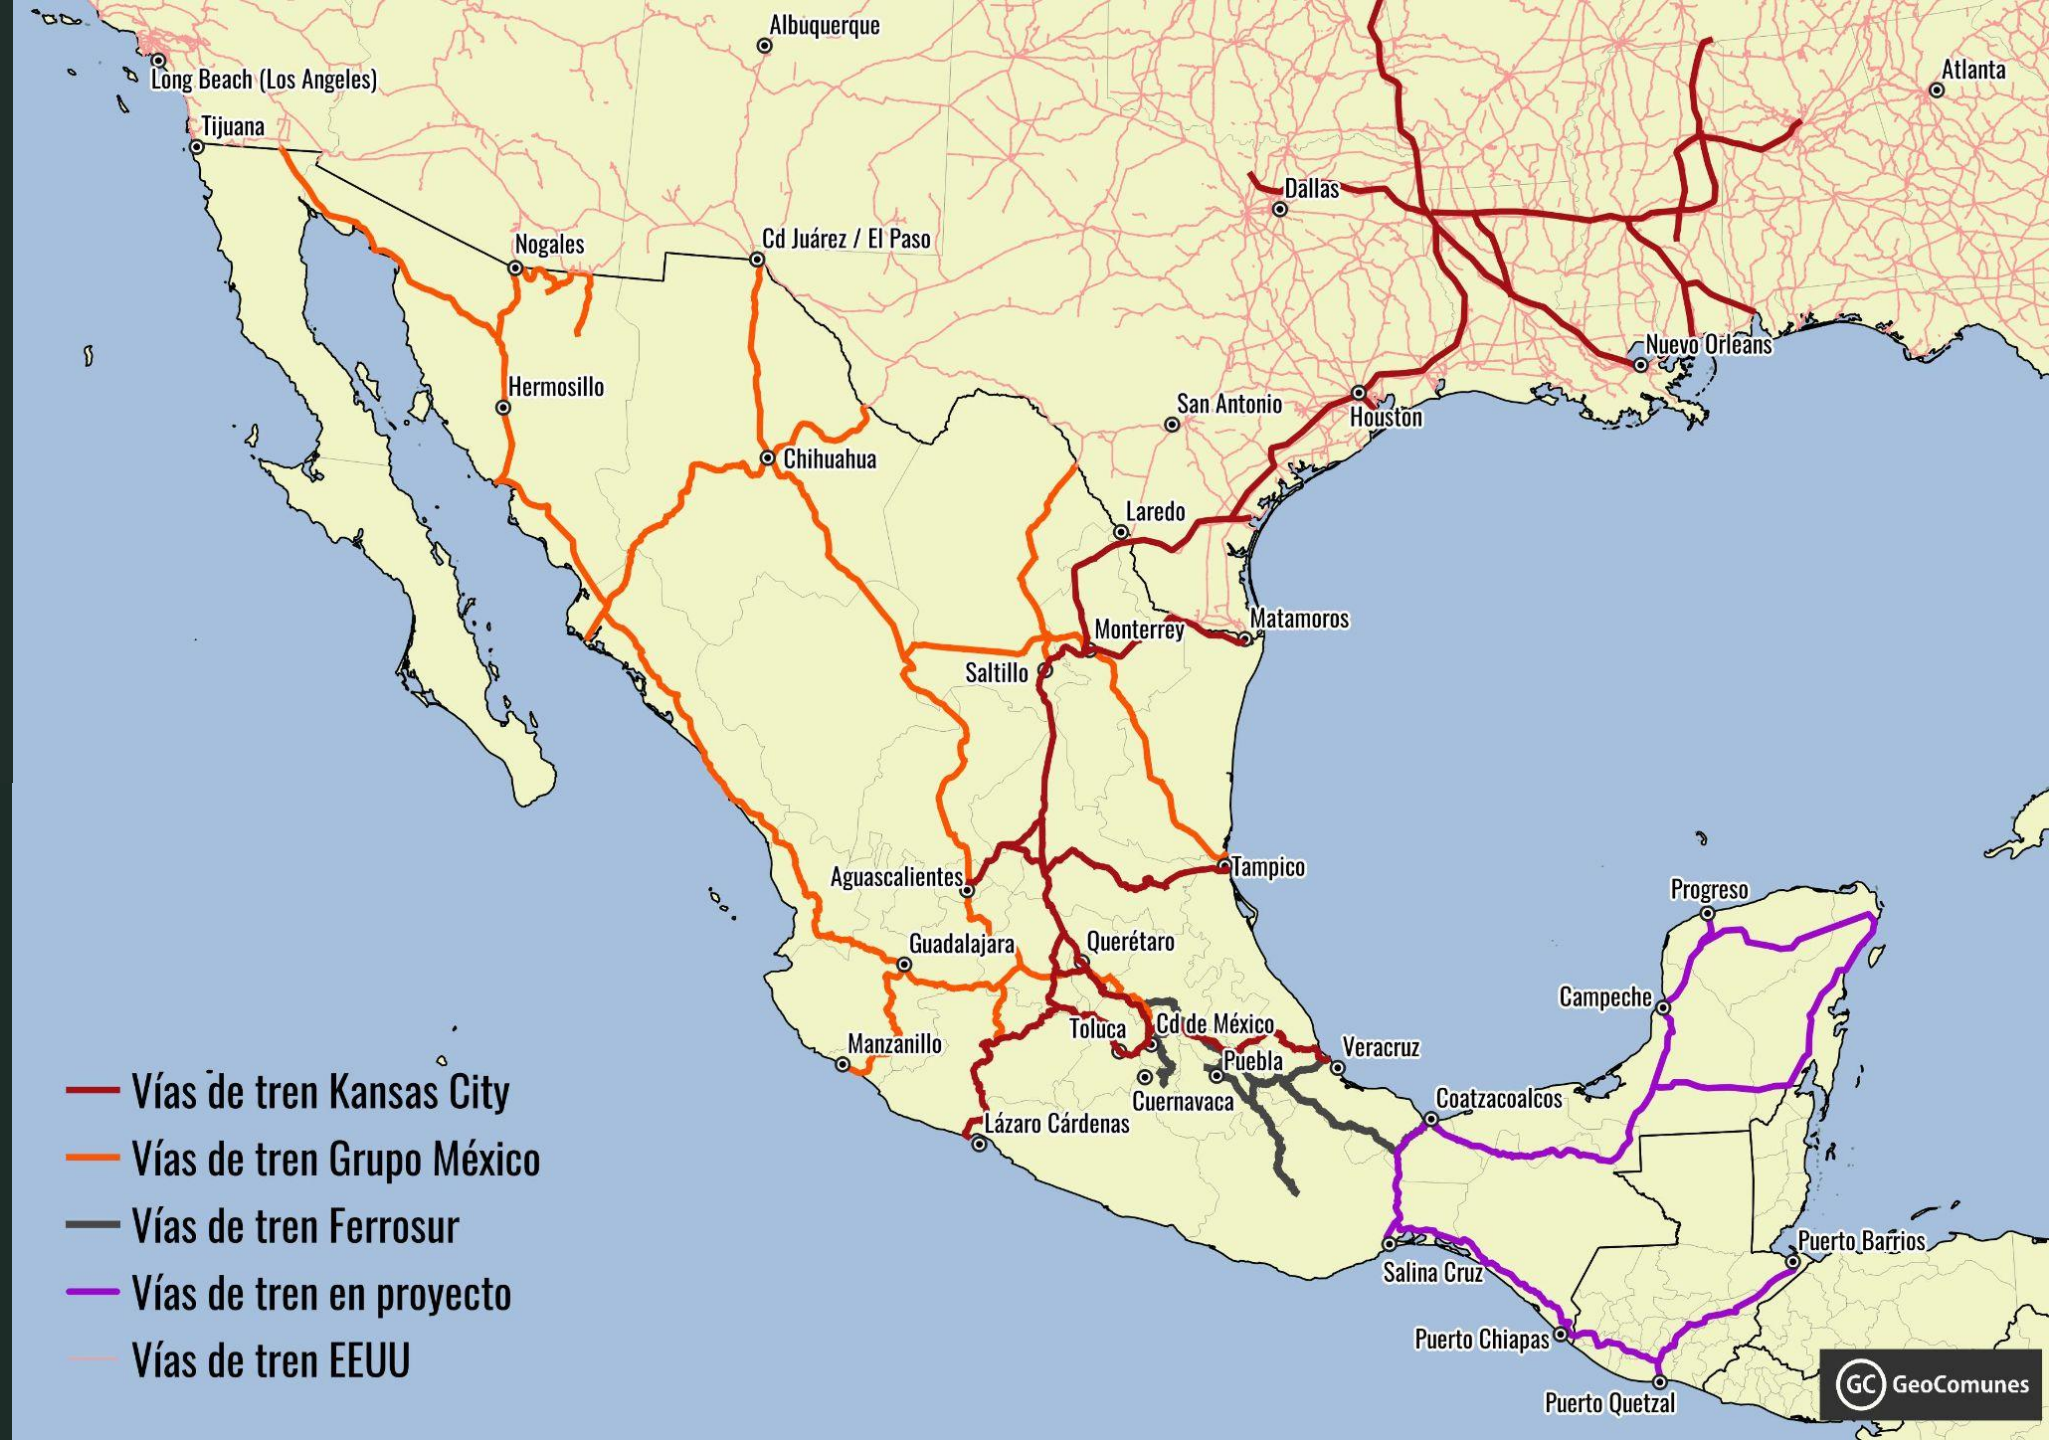 Albuquerque
Atlanta
Long Beach (Los Angeles)
Tijuana
Dallas
Nogales
Cd Juárez / El Paso
Nuevo Orleans
Hermosillo
San Antonio
Houston
Chihuahua
Laredo
Matamoros
Monterrey
Saltillo
Aguascalientes
Tampico
Progreso
Guadalajara
Querétaro
Campeche
Toluca
Cd de México
Manzanillo
Veracruz
Puebla
Vías de tren Kansas City
Cuernavaca
Coatzacoalcos
Lázaro Cárdenas
Vías de tren Grupo México
Vías de tren Ferrosur
Puerto Barrios
Salina Cruz
Vías de tren en proyecto
Puerto Chiapas
Vías de tren EEUU
GC GeoComunes
Puerto Quetzal